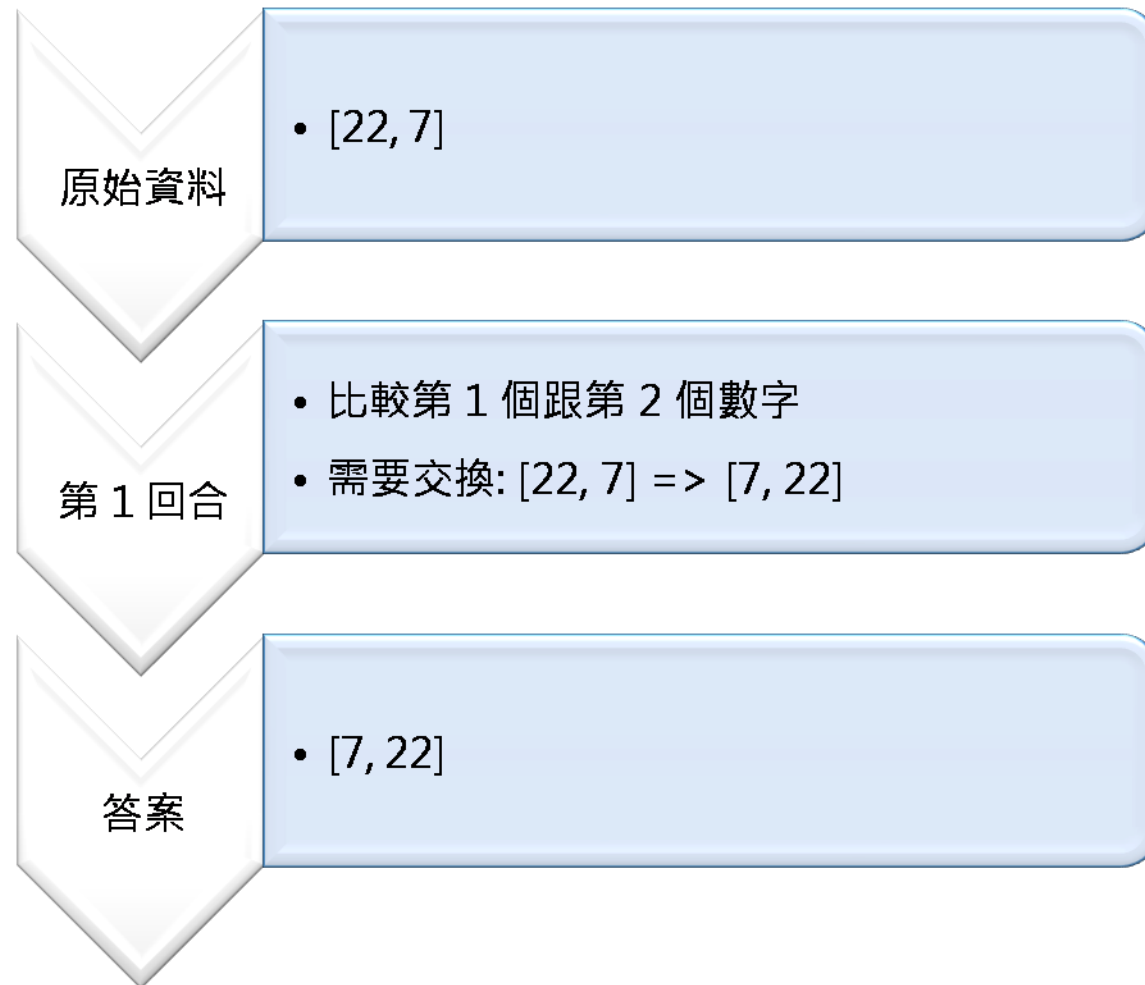 原始資料
• [22, 7]
第 1 回合
• 比較第 1 個跟第 2 個數字
• 需要交換: [22, 7] => [7, 22]
答案
• [7, 22]